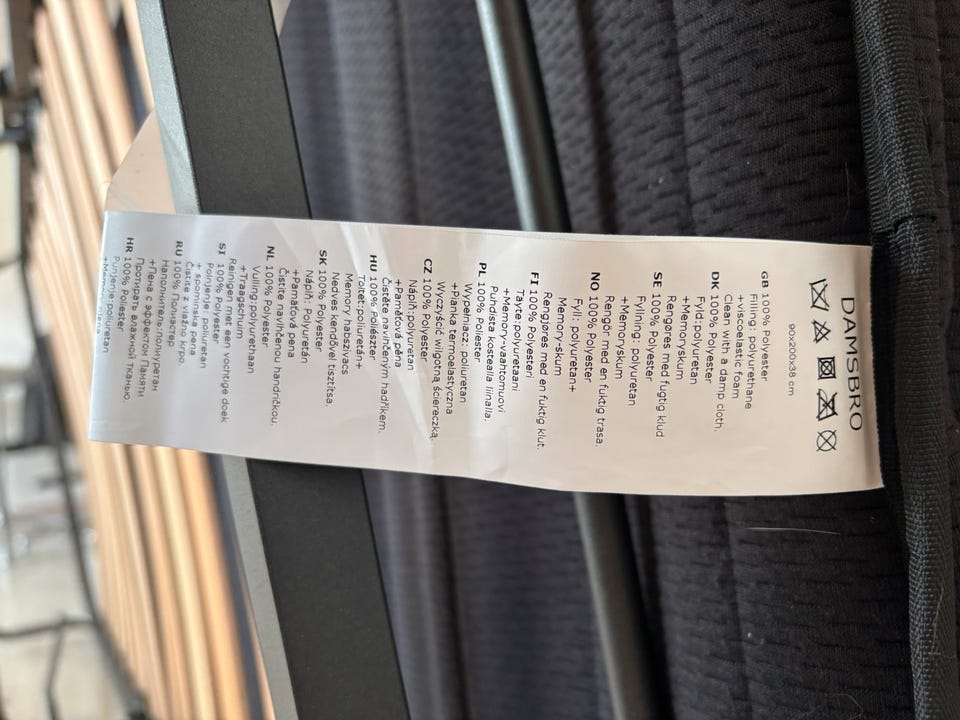 DAMSBRO
90x200x38 cm
GB 100% Polyester
Filling: polyurethane
+viscoelastic foam
Clean with a damp cloth.
DK 100% Polyester
Fyld:polyuretan
+Memoryskum
Rengøres med fugtig klud
SE 100% Polyester
Fyllning: polyuretan
+Memoryskum
Rengör med en fuktig trasa.
NO 100% Polyester
Fyll: polyuretan+
Memory-skum
Rengjøres med en fuktig klut.
FI 100% Polyesteri
Täyte:polyuretaani
+Memory-vaahtomuovi
Puhdista kostealla liinalla.
PL 100% Poliester
Wypełniacz: poliuretan
+Pianka termoelastyczna
Wyczyścić wilgotną ściereczką.
CZ 100% Polyester
Náplň:polyuretan
+Paměťová pěna
Čistěte navlhčeným hadříkem.
HU 100% Poliészter
Töltet:poliuretán+
Memory habszivacs
Nedves kendővel tisztítsa.
SK 100% Polyester
Náplň: Polyuretán
+Pamäťová pena
Čistite navlhčenou handričkou.
NL 100% Polyester
Vulling:polyurethaan
+Traagschuim
Reinigen met een vochtige doek
SI 100% Polyester
Polnjenje: poliuretan
+ spominska pena
Čistite z vlažno krpo
RU 100% Полиэстер
Наполнитель:полиуретан
+Пена с эффектом Памяти
Протирать влажной тканью.
HR 100% Poliester
Punjenje:poliuretan
+Memory pjena